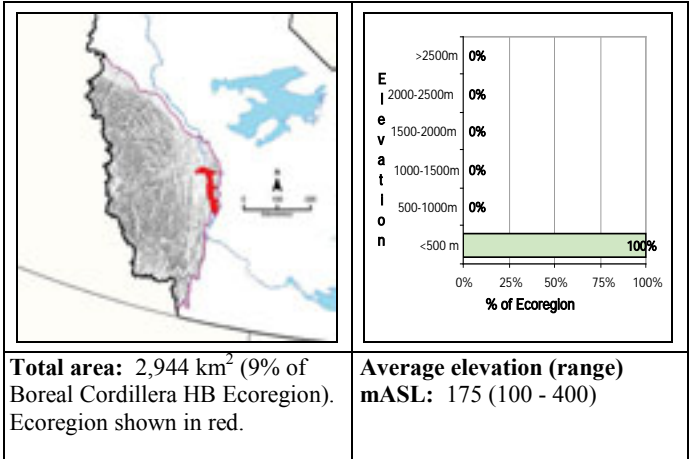 >2500m 0%
2000-2500m 0%
1500-2000m 0%
1000-1500m 0%
500-1000m 0%
<500 m 100%
Elevation
0% 25% 50% 75% 100%
% of Ecoregion
Total area: 2,944 km² (9% of
Boreal Cordillera HB Ecoregion).
Ecoregion shown in red.
Average elevation (range)
mASL: 175 (100 - 400)